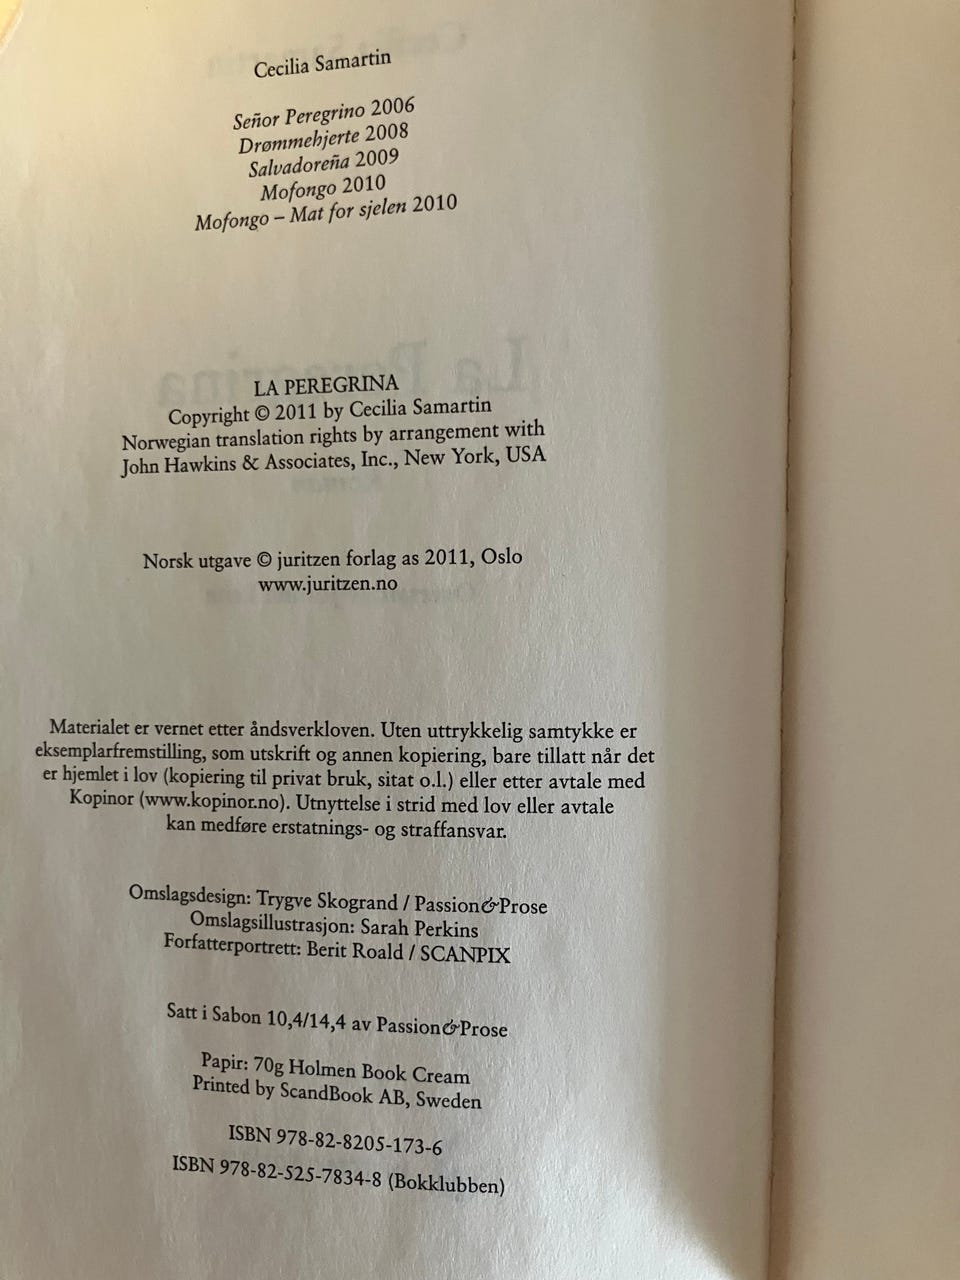 Cecilia Samartin
Señor Peregrino 2006
Drømmehjerte 2008
Salvadoreña 2009
Mofongo 2010
Mofongo – Mat for sjelen 2010
LA PEREGRINA
Copyright © 2011 by Cecilia Samartin
Norwegian translation rights by arrangement with
John Hawkins & Associates, Inc., New York, USA
Norsk utgave © juritzen forlag as 2011, Oslo
www.juritzen.no
Materialet er vernet etter åndsverkloven. Uten uttrykkelig samtykke er
eksemplarfremstilling, som utskrift og annen kopiering, bare tillatt når det
er hjemlet i lov (kopiering til privat bruk, sitat o.l.) eller etter avtale med
Kopinor (www.kopinor.no). Utnyttelse i strid med lov eller avtale
kan medføre erstatnings- og straffansvar.
Omslagsdesign: Trygve Skogrand / Passion&Prose
Omslagsillustrasjon: Sarah Perkins
Forfatterportrett: Berit Roald / SCANPIX
Satt i Sabon 10,4/14,4 av Passion&Prose
Papir: 70g Holmen Book Cream
Printed by ScandBook AB, Sweden
ISBN 978-82-8205-173-6
ISBN 978-82-525-7834-8 (Bokklubben)